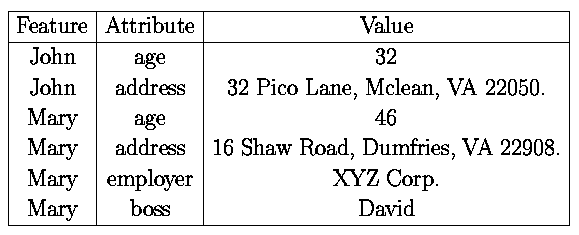 Feature Attribute Value
John age 32
John address 32 Pico Lane, Mclean, VA 22050.
Mary age 46
Mary address 16 Shaw Road, Dumfries, VA 22908.
Mary employer XYZ Corp.
Mary boss David